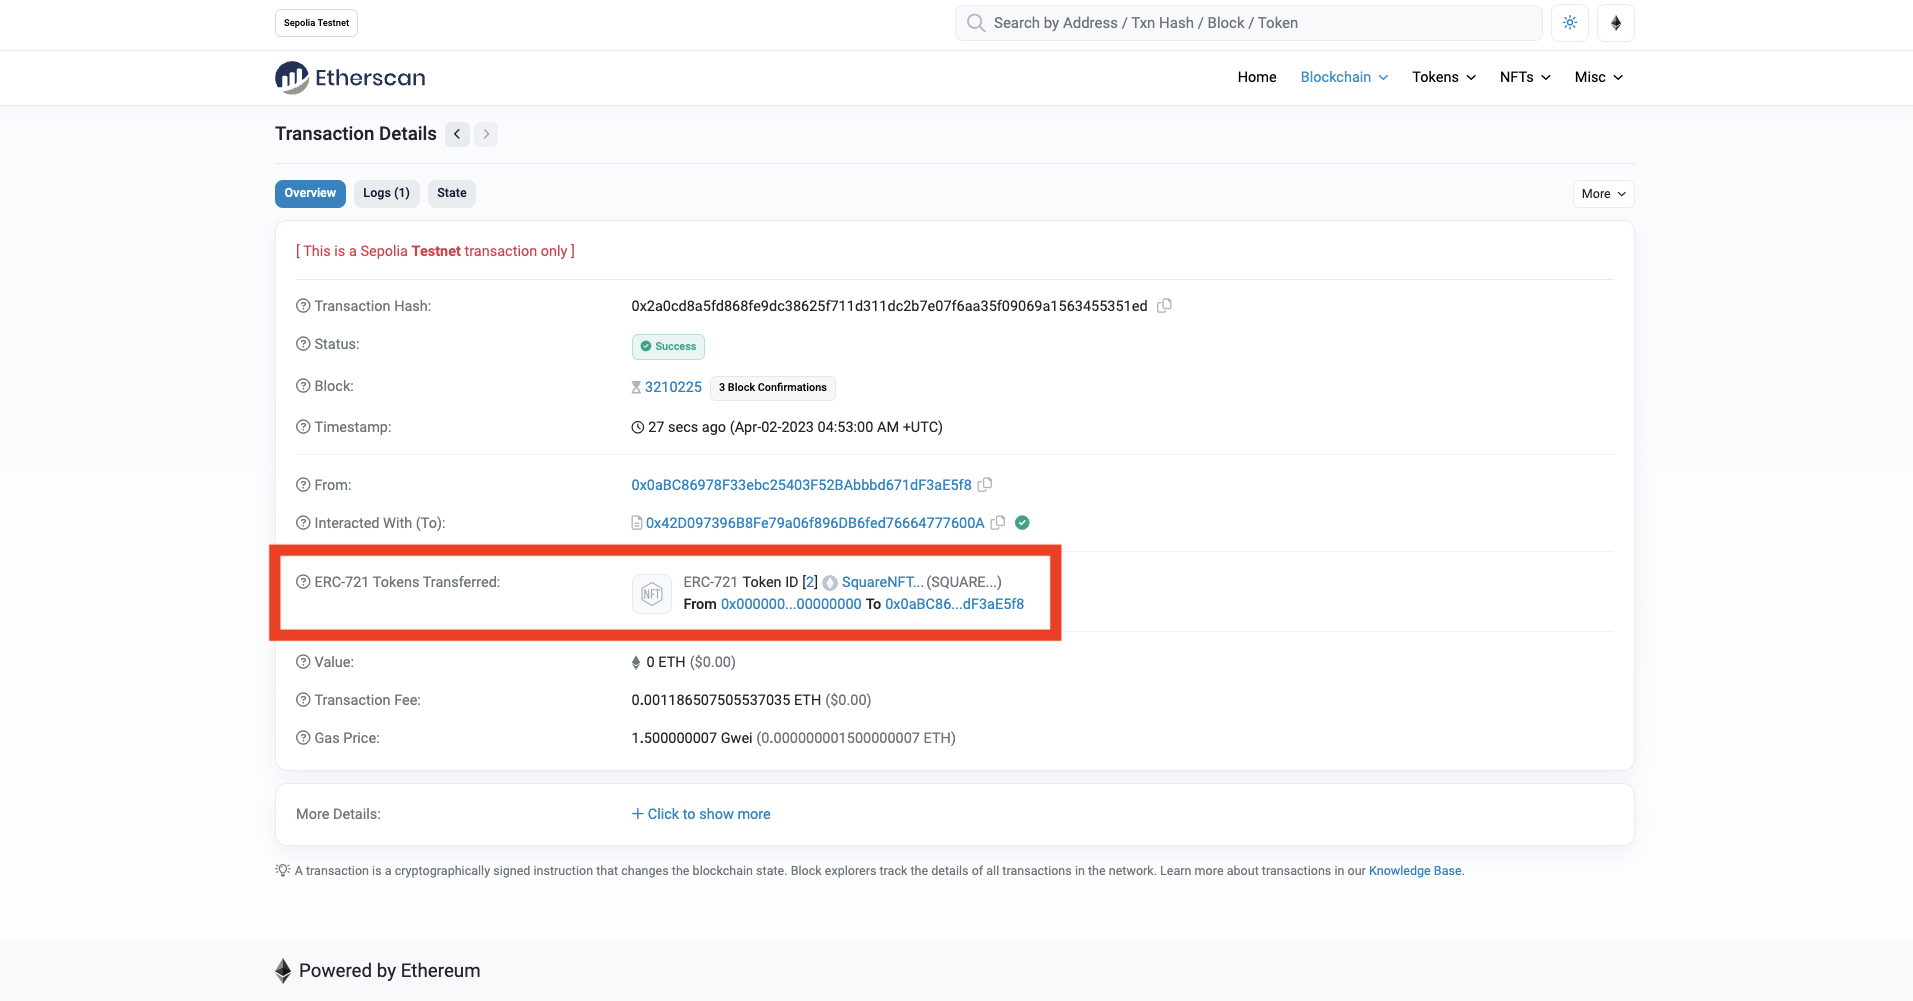 Sepolia Testnet
Search by Address / Txn Hash / Block / Token
Etherscan
Home Blockchain Tokens NFTs Misc
Transaction Details
Overview Logs (1) State More
[ This is a Sepolia Testnet transaction only ]
Transaction Hash: 0x2a0cd8a5fd868fe9dc38625f711d311dc2b7e07f6aa35f09069a1563455351ed
Status: Success
Block: 3210225 3 Block Confirmations
Timestamp: 27 secs ago (Apr-02-2023 04:53:00 AM +UTC)
From: 0x0aBC86978F33ebc25403F52BAbbbd671dF3aE5f8
Interacted With (To): 0x42D097396B8Fe79a06f896DB6fed76664777600A
ERC-721 Tokens Transferred: NFT ERC-721 Token ID [2] SquareNFT... (SQUARE...)
From 0x000000...00000000 To 0x0aBC86...dF3aE5f8
Value: 0 ETH ($0.00)
Transaction Fee: 0.001186507505537035 ETH ($0.00)
Gas Price: 1.500000007 Gwei (0.000000001500000007 ETH)
More Details: + Click to show more
A transaction is a cryptographically signed instruction that changes the blockchain state. Block explorers track the details of all transactions in the network. Learn more about transactions in our Knowledge Base.
Powered by Ethereum